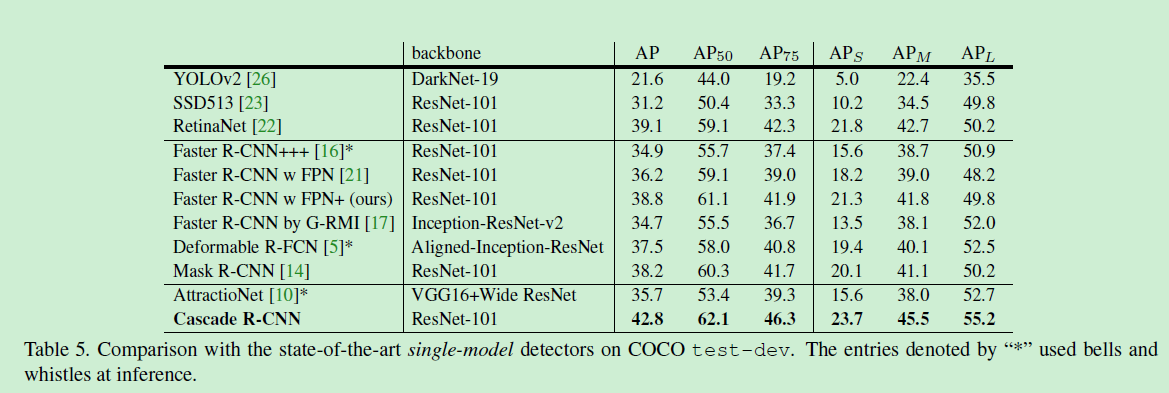 backbone AP AP50 AP75 APS APM APL
YOLOv2 [26] DarkNet-19 21.6 44.0 19.2 5.0 22.4 35.5
SSD513 [23] ResNet-101 31.2 50.4 33.3 10.2 34.5 49.8
RetinaNet [22] ResNet-101 39.1 59.1 42.3 21.8 42.7 50.2
Faster R-CNN+++ [16]* ResNet-101 34.9 55.7 37.4 15.6 38.7 50.9
Faster R-CNN w FPN [21] ResNet-101 36.2 59.1 39.0 18.2 39.0 48.2
Faster R-CNN w FPN+ (ours) ResNet-101 38.8 61.1 41.9 21.3 41.8 49.8
Faster R-CNN by G-RMI [17] Inception-ResNet-v2 34.7 55.5 36.7 13.5 38.1 52.0
Deformable R-FCN [5]* Aligned-Inception-ResNet 37.5 58.0 40.8 19.4 40.1 52.5
Mask R-CNN [14] ResNet-101 38.2 60.3 41.7 20.1 41.1 50.2
AttractioNet [10]* VGG16+Wide ResNet 35.7 53.4 39.3 15.6 38.0 52.7
Cascade R-CNN ResNet-101 42.8 62.1 46.3 23.7 45.5 55.2
Table 5. Comparison with the state-of-the-art single-model detectors on COCO test-dev. The entries denoted by “*” used bells and
whistles at inference.